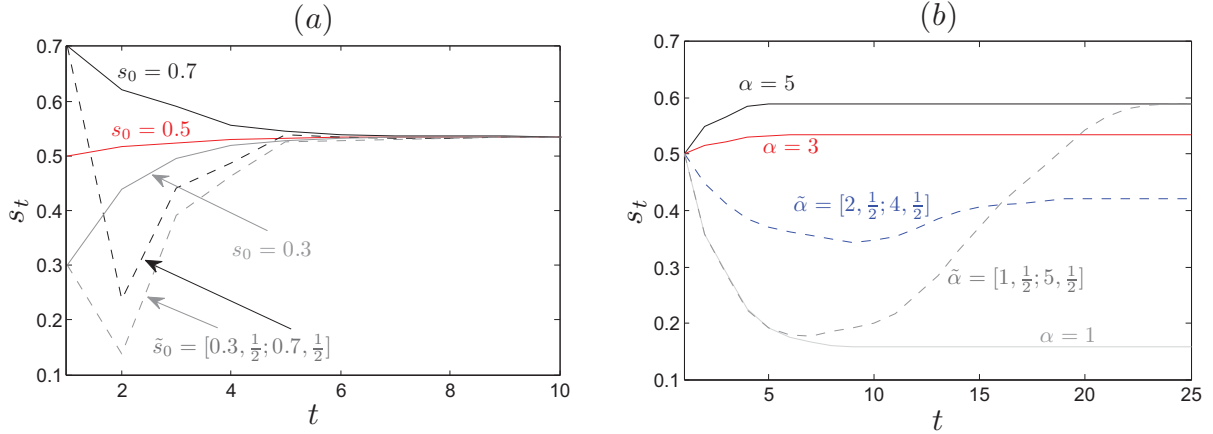 (a)
0.7
0.6
0.5
0.4
0.3
0.2
0.1
s_t
s_0 = 0.7
s_0 = 0.5
s_0 = 0.3
s̃_0 = [0.3, 1/2; 0.7, 1/2]
2
4
6
8
10
t
(b)
0.7
0.6
0.5
0.4
0.3
0.2
0.1
s_t
α = 5
α = 3
α̃ = [2, 1/2; 4, 1/2]
α̃ = [1, 1/2; 5, 1/2]
α = 1
5
10
15
20
25
t